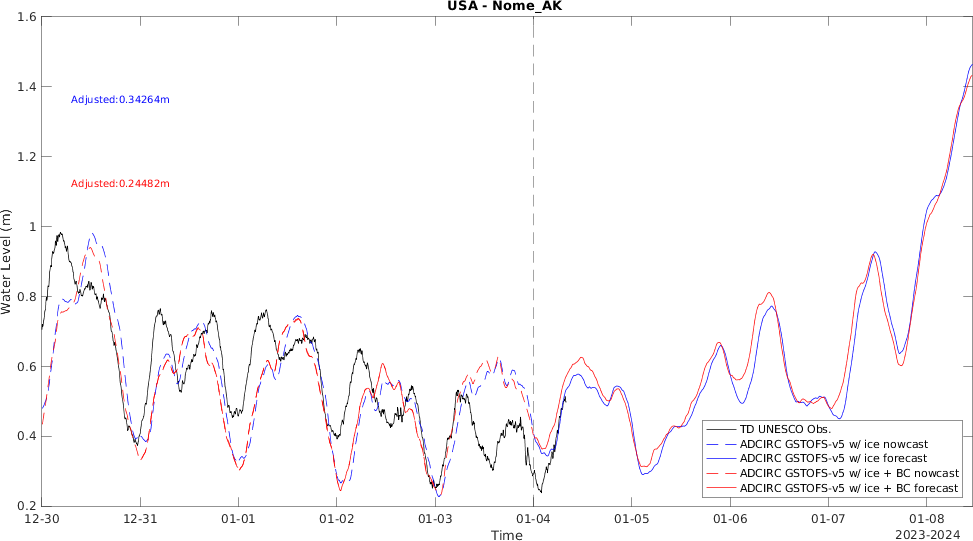 USA - Nome_AK
1.6
1.4
1.2
1
0.8
0.6
0.4
0.2
Water Level (m)
Adjusted:0.34264m
Adjusted:0.24482m
TD UNESCO Obs.
ADCIRC GSTOFS-v5 w/ ice nowcast
ADCIRC GSTOFS-v5 w/ ice forecast
ADCIRC GSTOFS-v5 w/ ice + BC nowcast
ADCIRC GSTOFS-v5 w/ ice + BC forecast
12-30 12-31 01-01 01-02 01-03 01-04 01-05 01-06 01-07 01-08
Time
2023-2024